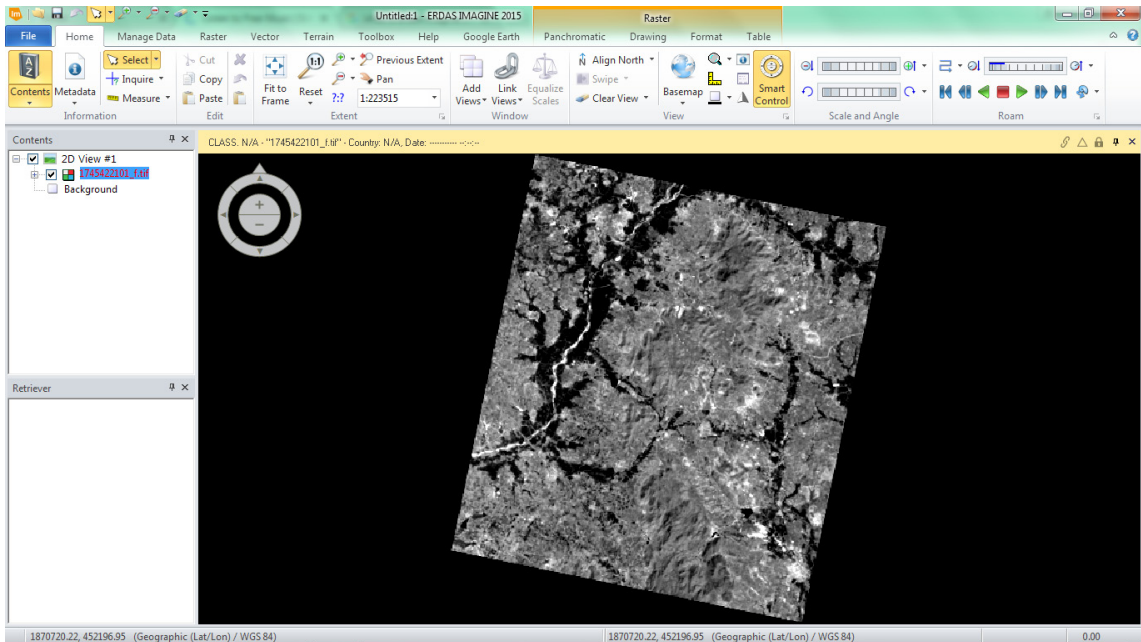 Untitled:1 - ERDAS IMAGINE 2015
Raster
File Home Manage Data Raster Vector Terrain Toolbox Help Google Earth Panchromatic Drawing Format Table
Contents
Metadata
Select
Inquire
Measure
Information
Cut
Copy
Paste
Edit
Fit to Frame
1:1
Reset
?:?
Previous Extent
Pan
1:223515
Extent
Add Views
Link Views
Equalize Scales
Window
Align North
Swipe
Clear View
Basemap
Smart Control
View
Scale and Angle
Roam
Contents
2D View #1
1745422101_f.tif
Background
Retriever
CLASS. N/A - "1745422101_f.tif" - Country: N/A, Date: ---------- --:--:--
1870720.22, 452196.95 (Geographic (Lat/Lon) / WGS 84)
1870720.22, 452196.95 (Geographic (Lat/Lon) / WGS 84)
0.00